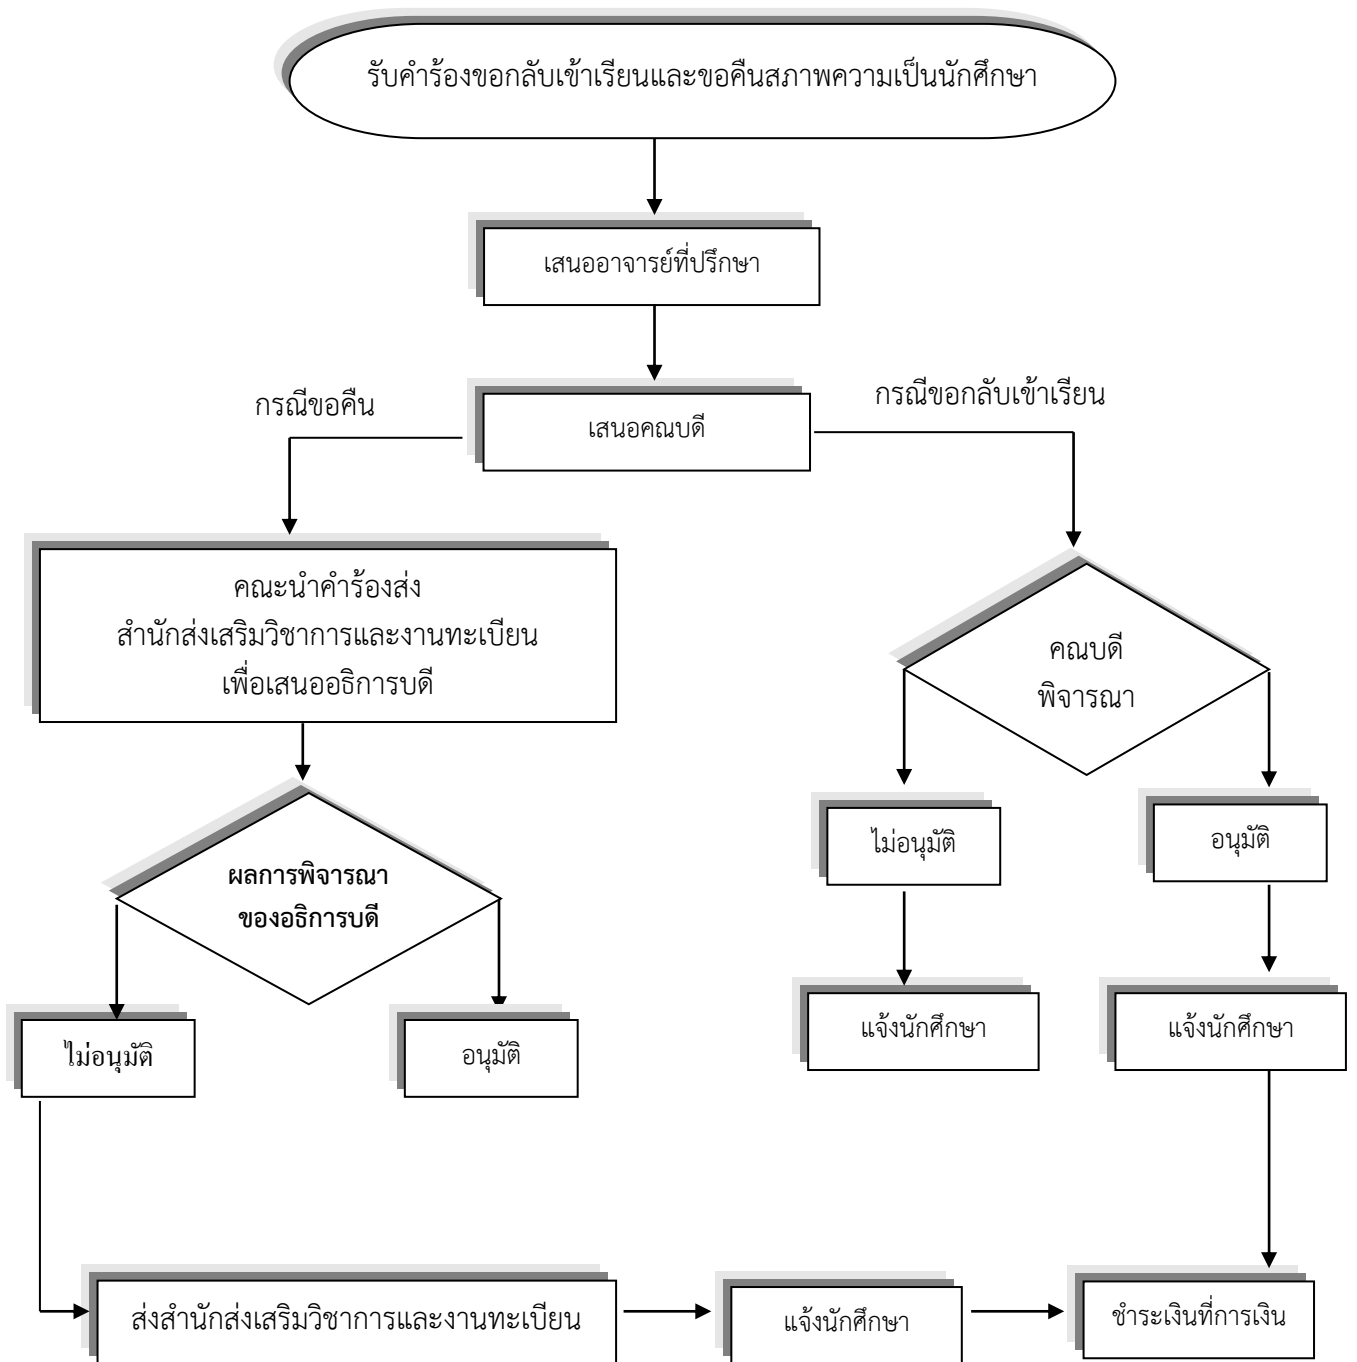 รับคำร้องขอกลับเข้าเรียนและขอคืนสภาพความเป็นนักศึกษา
เสนออาจารย์ที่ปรึกษา
กรณีขอคืน
เสนอคณบดี
กรณีขอกลับเข้าเรียน
คณะนำคำร้องส่ง
สำนักส่งเสริมวิชาการและงานทะเบียน
เพื่อเสนออธิการบดี
คณบดี
พิจารณา
ผลการพิจารณา
ของอธิการบดี
ไม่อนุมัติ
อนุมัติ
ไม่อนุมัติ
อนุมัติ
แจ้งนักศึกษา
แจ้งนักศึกษา
ส่งสำนักส่งเสริมวิชาการและงานทะเบียน
แจ้งนักศึกษา
ชำระเงินที่การเงิน